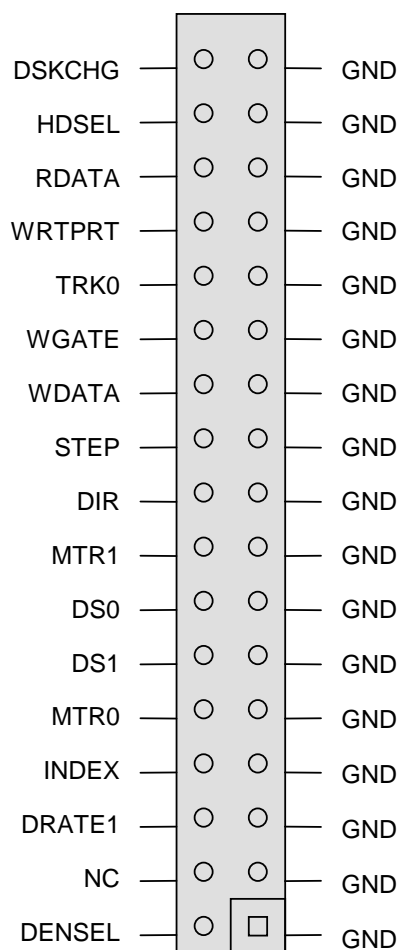 DSKCHG GND
HDSEL GND
RDATA GND
WRTPRT GND
TRK0 GND
WGATE GND
WDATA GND
STEP GND
DIR GND
MTR1 GND
DS0 GND
DS1 GND
MTR0 GND
INDEX GND
DRATE1 GND
NC GND
DENSEL GND